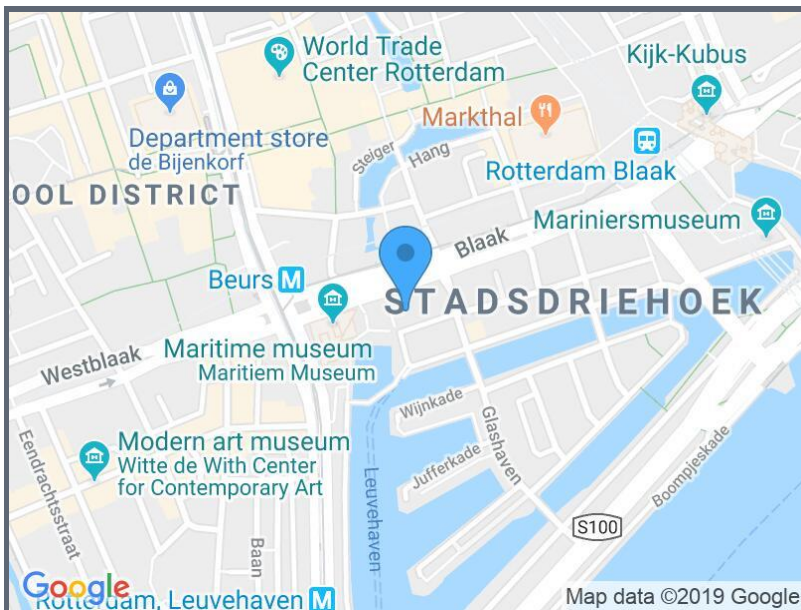 World Trade
Center Rotterdam
Kijk-Kubus
Department store
de Bijenkorf
Markthal
Steiger
Hang
Rotterdam Blaak
OOL DISTRICT
Mariniersmuseum
Blaak
Beurs M
STADSDRIEHOEK
Maritime museum
Maritiem Museum
Westblaak
Wijnkade
Glashaven
Modern art museum
Witte de With Center
for Contemporary Art
Jufferkade
Leuvehaven
Boompjeskade
Eendrachtsstraat
Baan
S100
Google
Rotterdam, Leuvehaven M
Map data ©2019 Google